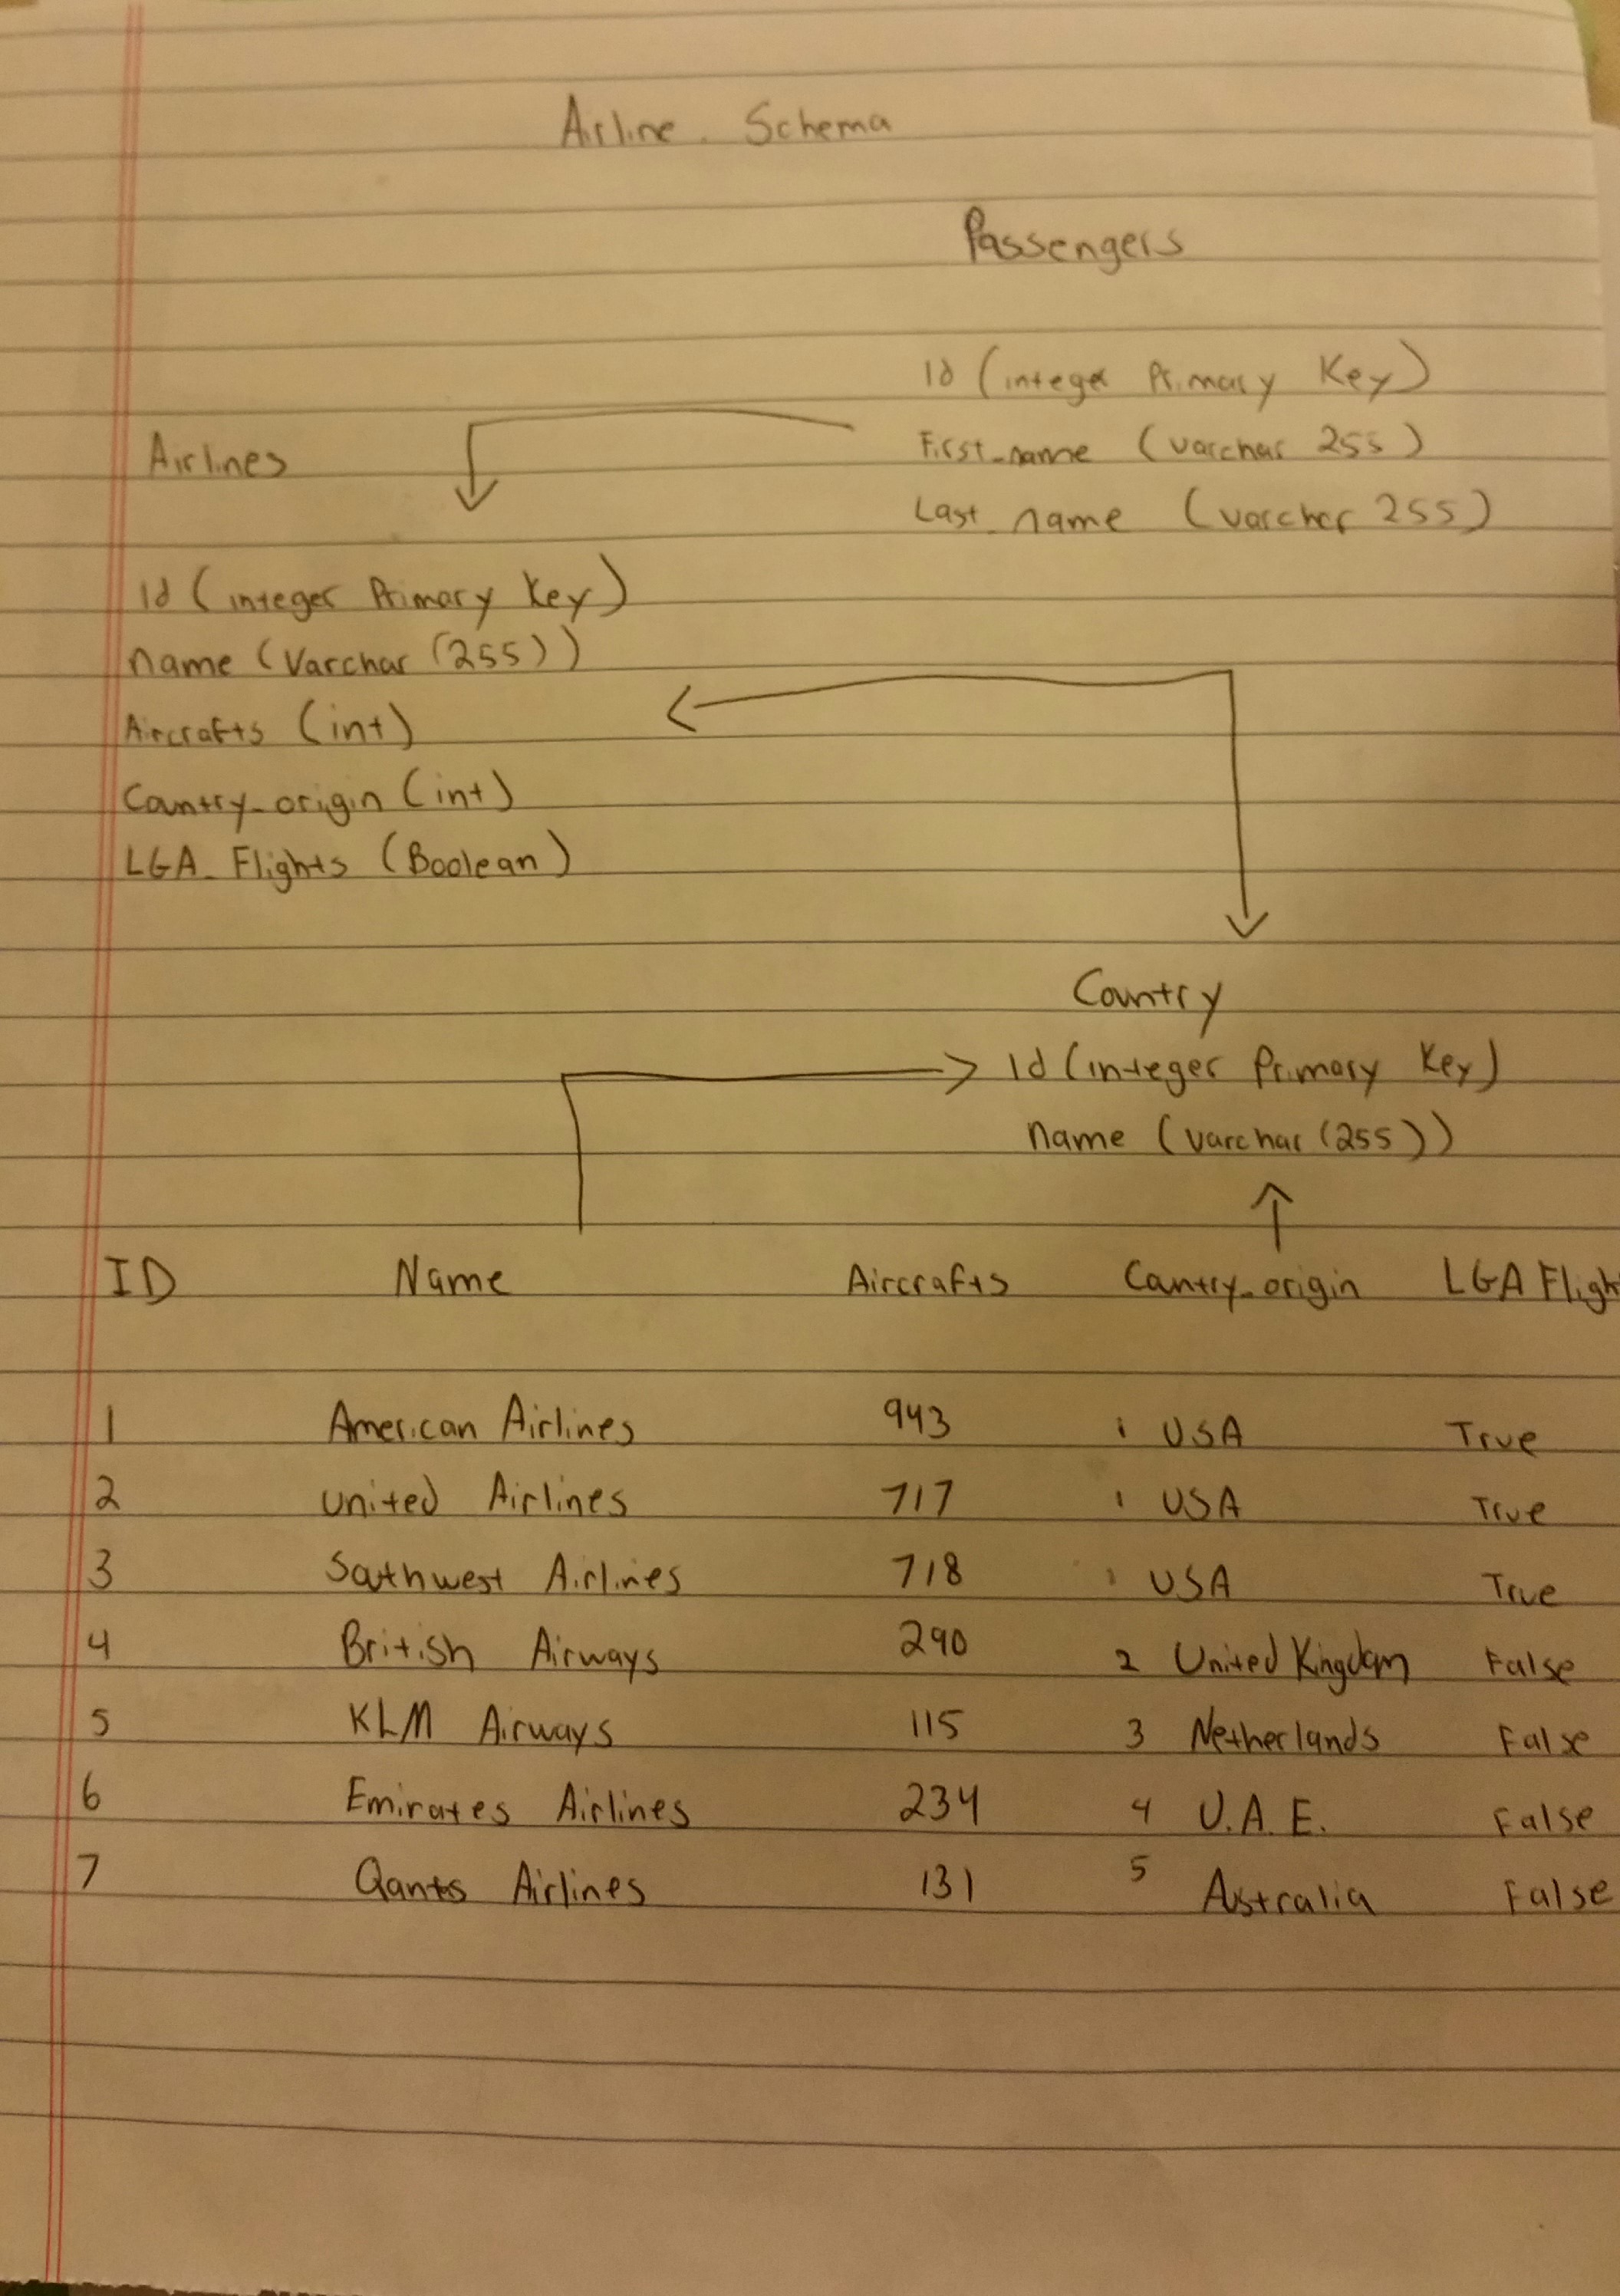 Airline Schema
Passengers
Id (integer Primary Key)
First_name (varchar 255)
Last_name (varchar 255)
Airlines
Id (integer Primary Key)
name (Varchar (255))
Aircrafts (int)
Country_origin (int)
LGA_Flights (Boolean)
Country
Id (integer Primary Key)
name (varchar (255))
ID Name Aircrafts Country_origin LGA Fligh
1 American Airlines 943 1 USA True
2 United Airlines 717 1 USA True
3 Southwest Airlines 718 1 USA True
4 British Airways 290 2 United Kingdom False
5 KLM Airways 115 3 Netherlands False
6 Emirates Airlines 234 4 U.A.E. False
7 Qants Airlines 131 5 Australia False